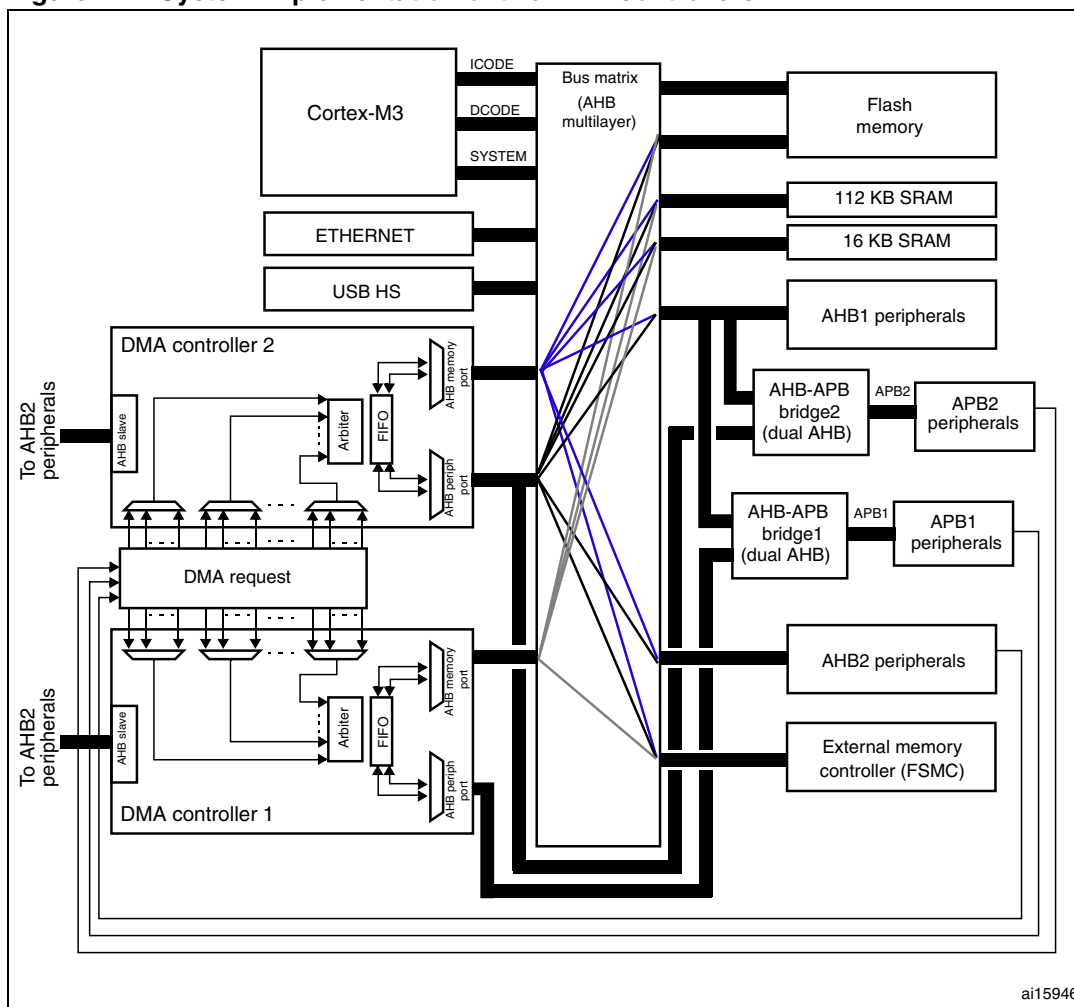 ICODE
Cortex-M3
DCODE
SYSTEM
Bus matrix
(AHB
multilayer)
Flash
memory
112 KB SRAM
16 KB SRAM
ETHERNET
USB HS
AHB1 peripherals
DMA controller 2
AHB memory
port
FIFO
Arbiter
AHB periph
port
AHB slave
To AHB2
peripherals
AHB-APB
bridge2
(dual AHB)
APB2
APB2
peripherals
AHB-APB
bridge1
(dual AHB)
APB1
APB1
peripherals
DMA request
AHB memory
port
FIFO
Arbiter
AHB periph
port
AHB slave
To AHB2
peripherals
DMA controller 1
AHB2 peripherals
External memory
controller (FSMC)
ai15946